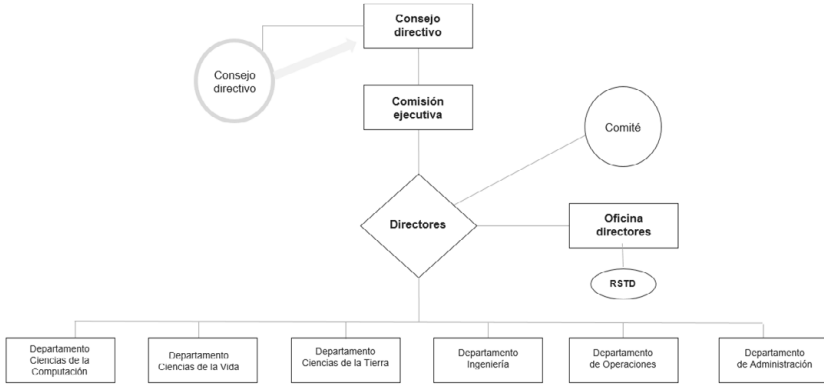 Consejo
directivo
Consejo
directivo
Comisión
ejecutiva
Comité
Directores
Oficina
directores
RSTD
Departamento
Ciencias de la
Computación
Departamento
Ciencias de la Vida
Departamento
Ciencias de la Tierra
Departamento
Ingeniería
Departamento
de Operaciones
Departamento
de Administración